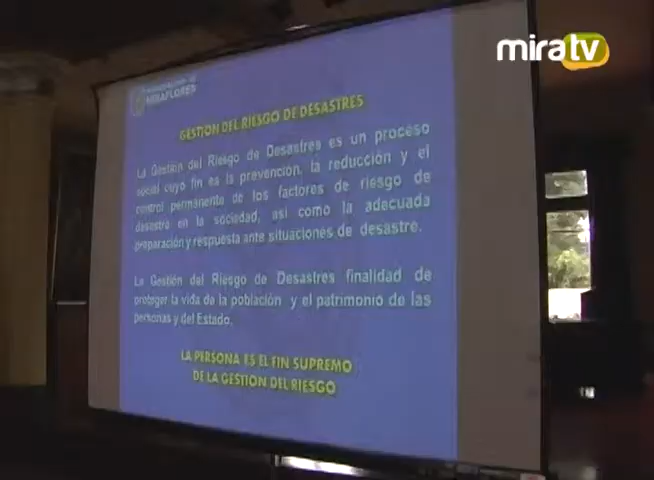 miratv
MIRAFLORES
GESTIÓN DEL RIESGO DE DESASTRES
La Gestión del Riesgo de Desastres es un proceso
social cuyo fin es la prevención, la reducción y el
control permanente de los factores de riesgo de
desastre en la sociedad, así como la adecuada
preparación y respuesta ante situaciones de desastre.
La Gestión del Riesgo de Desastres finalidad de
proteger la vida de la población y el patrimonio de las
personas y del Estado.
LA PERSONA ES EL FIN SUPREMO
DE LA GESTIÓN DEL RIESGO